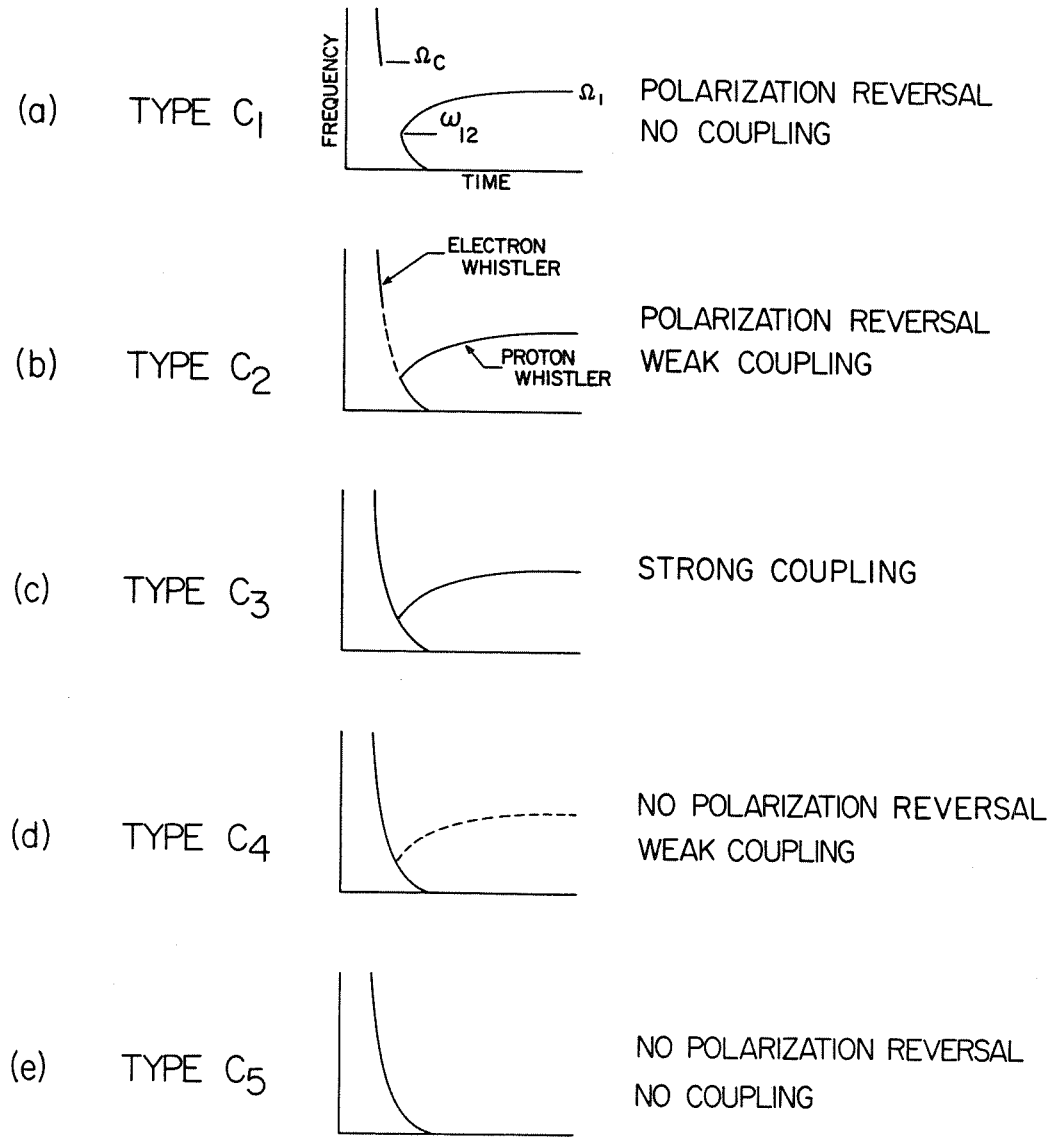 (a) TYPE C1
FREQUENCY
ΩC
Ω1
ω12
TIME
POLARIZATION REVERSAL
NO COUPLING
(b) TYPE C2
ELECTRON
WHISTLER
PROTON
WHISTLER
POLARIZATION REVERSAL
WEAK COUPLING
(c) TYPE C3
STRONG COUPLING
(d) TYPE C4
NO POLARIZATION REVERSAL
WEAK COUPLING
(e) TYPE C5
NO POLARIZATION REVERSAL
NO COUPLING